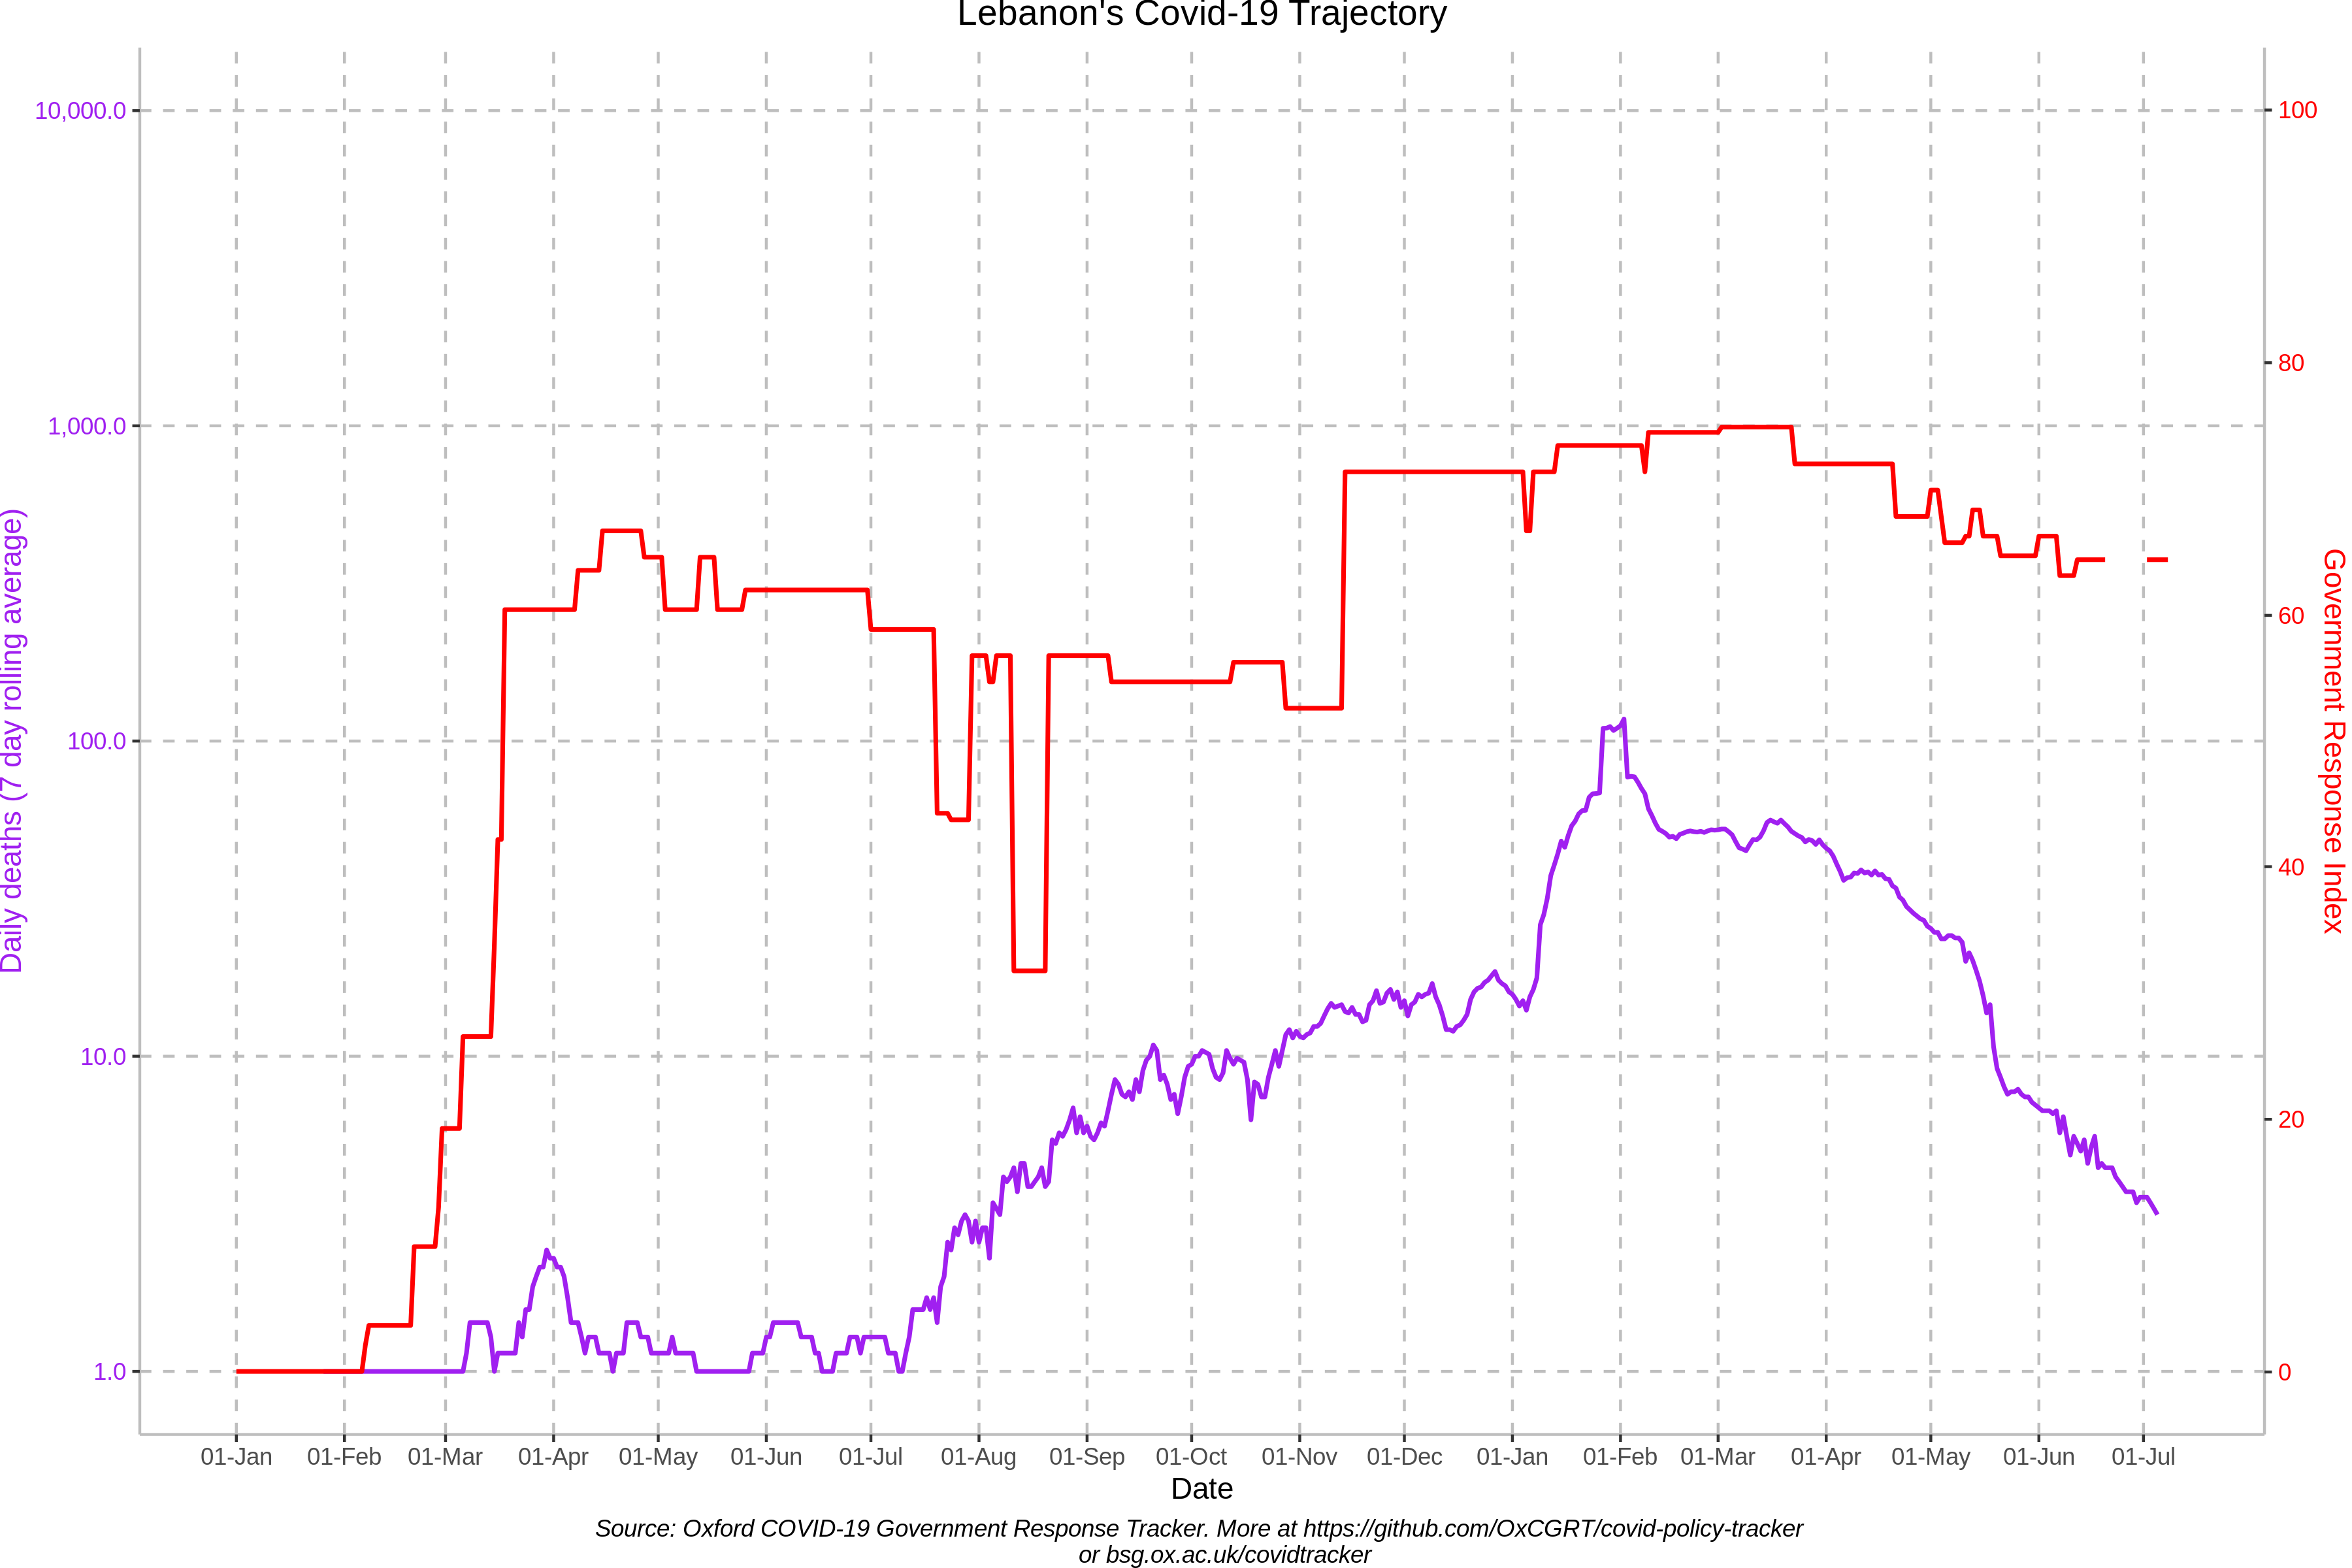 Lebanon's Covid-19 Trajectory
10,000.0
1,000.0
100.0
10.0
1.0
Daily deaths (7 day rolling average)
100
80
60
40
20
0
Government Response Index
01-Jan 01-Feb 01-Mar 01-Apr 01-May 01-Jun 01-Jul 01-Aug 01-Sep 01-Oct 01-Nov 01-Dec 01-Jan 01-Feb 01-Mar 01-Apr 01-May 01-Jun 01-Jul
Date
Source: Oxford COVID-19 Government Response Tracker. More at https://github.com/OxCGRT/covid-policy-tracker
or bsg.ox.ac.uk/covidtracker